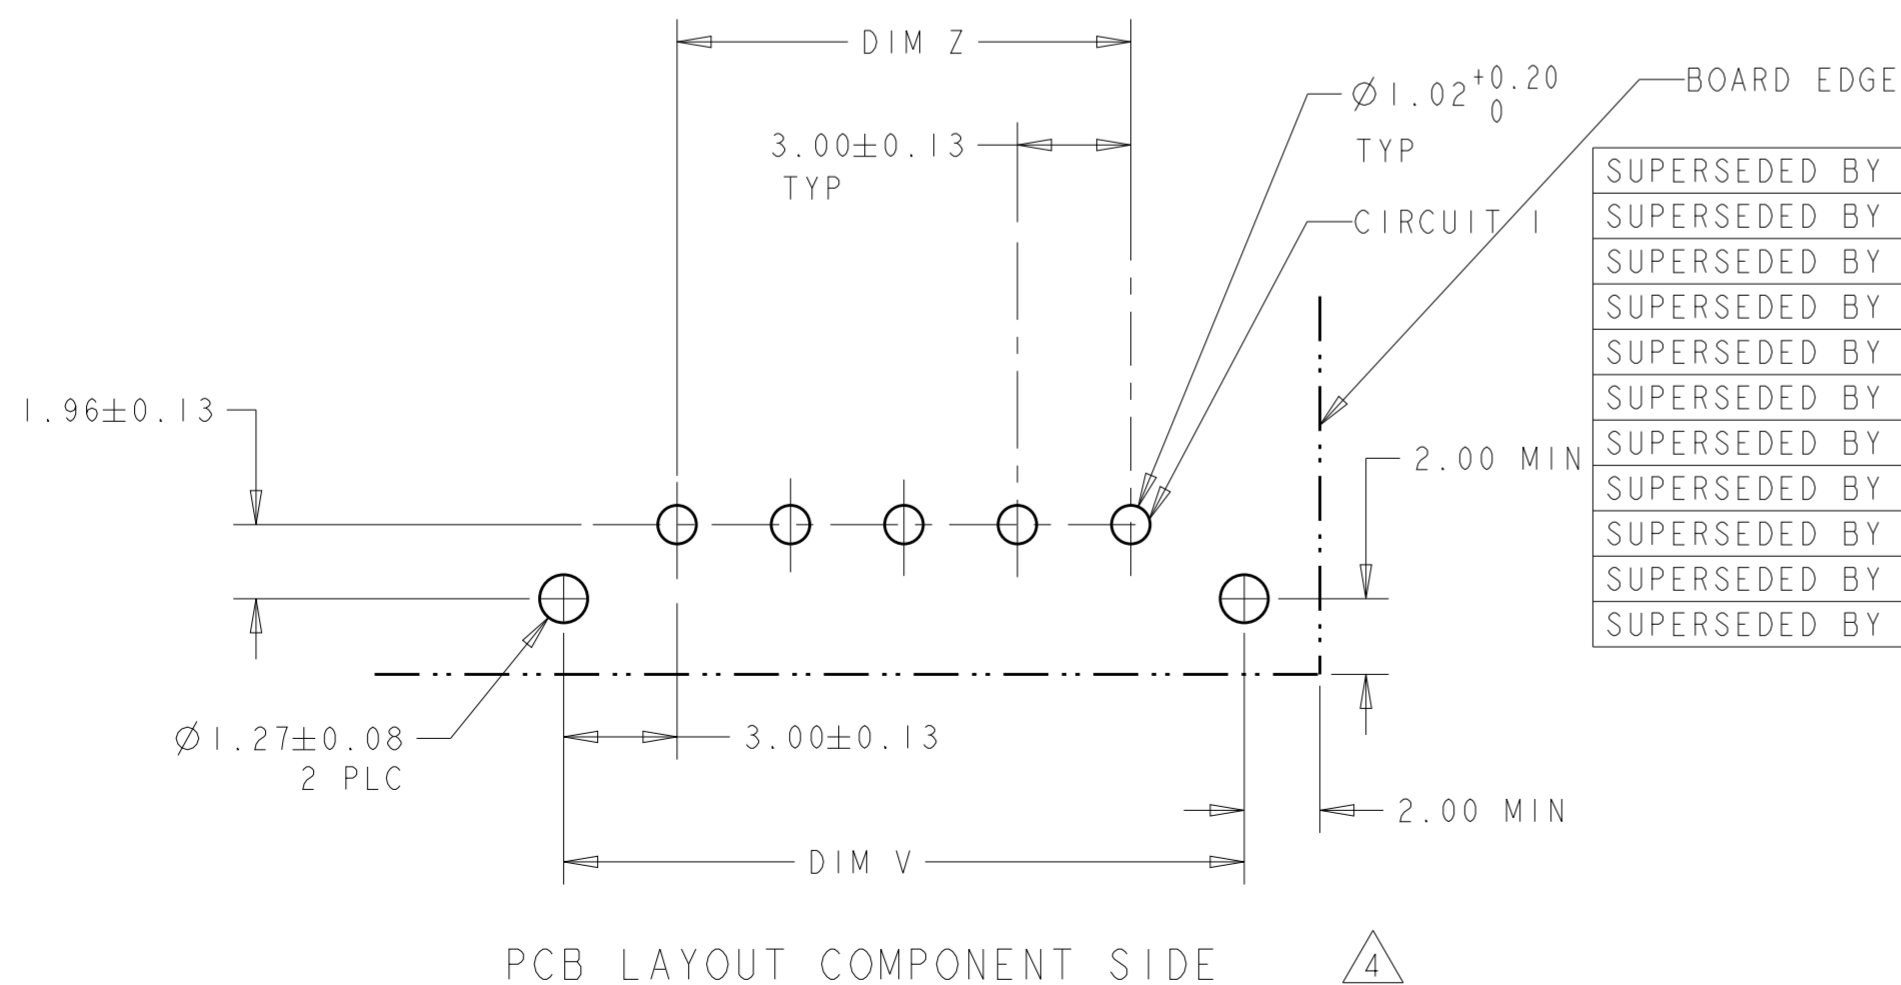 DIM Z
Ø1.02 +0.20
0
TYP
BOARD EDGE
3.00±0.13
TYP
CIRCUIT 1
SUPERSEDED BY
SUPERSEDED BY
SUPERSEDED BY
SUPERSEDED BY
SUPERSEDED BY
SUPERSEDED BY
SUPERSEDED BY
SUPERSEDED BY
SUPERSEDED BY
SUPERSEDED BY
SUPERSEDED BY
1.96±0.13
2.00 MIN
Ø1.27±0.08
2 PLC
3.00±0.13
2.00 MIN
DIM V
PCB LAYOUT COMPONENT SIDE
4